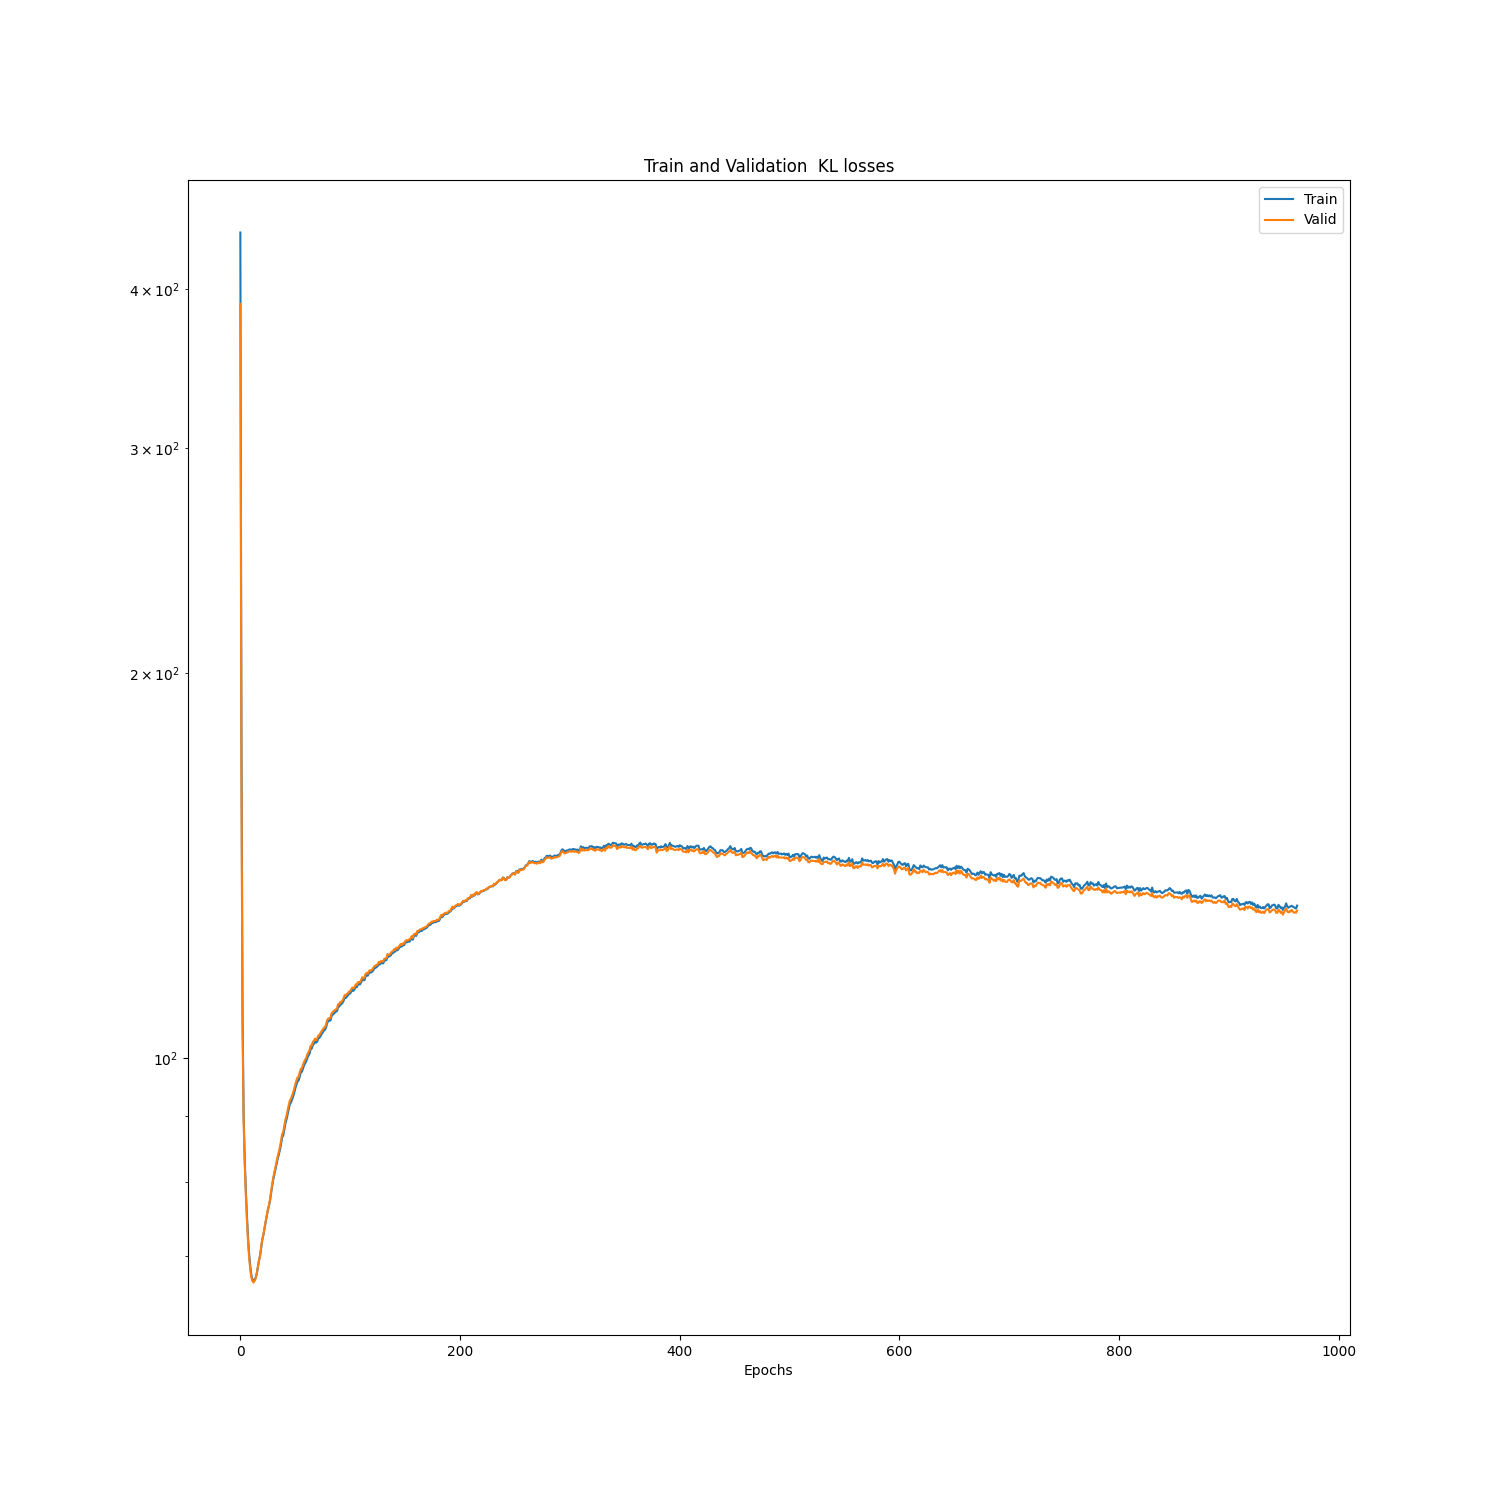 Train and Validation  KL losses
Train
Valid
4 × 10²
3 × 10²
2 × 10²
10²
0 200 400 600 800 1000
Epochs